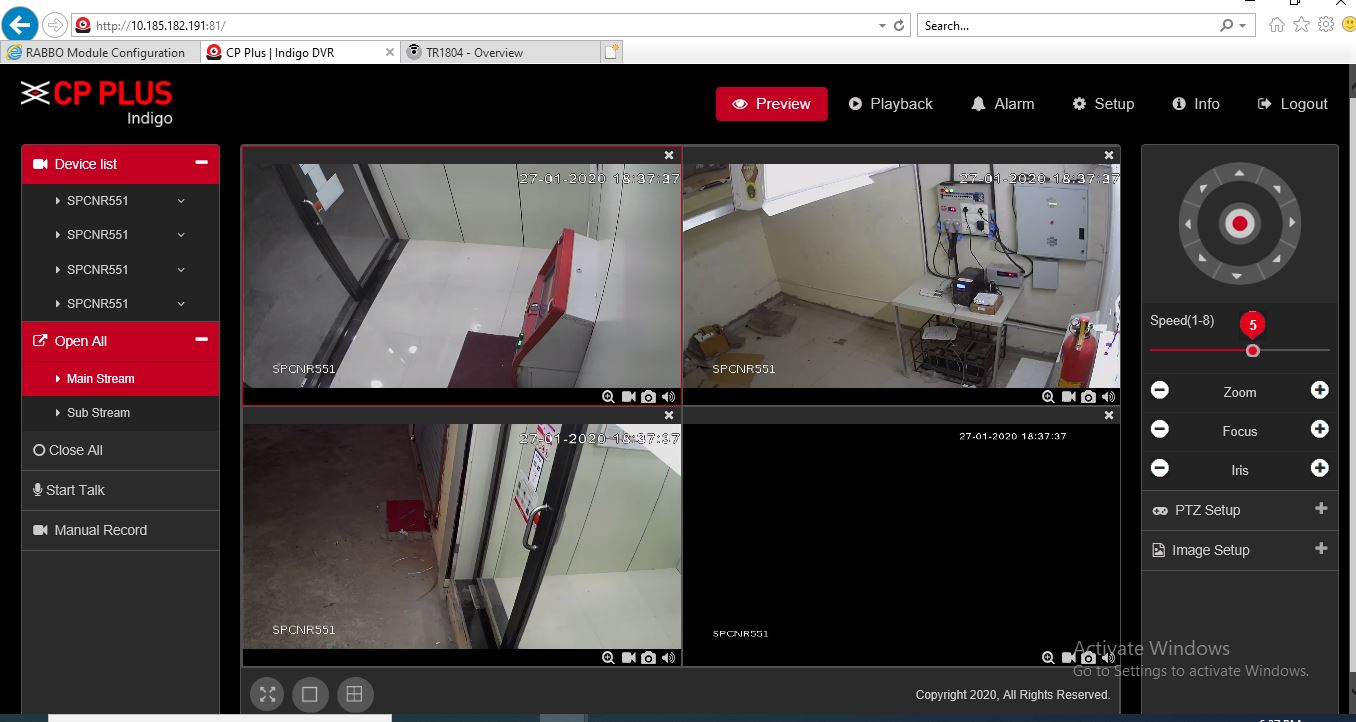 http://10.185.182.191:81/
Search...
RABBO Module Configuration
CP Plus | Indigo DVR
TR1804 - Overview
CP PLUS
Indigo
Preview
Playback
Alarm
Setup
Info
Logout
Device list
SPCNR551
SPCNR551
SPCNR551
SPCNR551
Open All
Main Stream
Sub Stream
Close All
Start Talk
Manual Record
27-01-2020 18:37:37
SPCNR551
27-01-2020 18:37:37
SPCNR551
27-01-2020 18:37:37
SPCNR551
27-01-2020 18:37:37
SPCNR551
Speed(1-8)
5
Zoom
Focus
Iris
PTZ Setup
Image Setup
Activate Windows
Go to Settings to activate Windows.
Copyright 2020, All Rights Reserved.